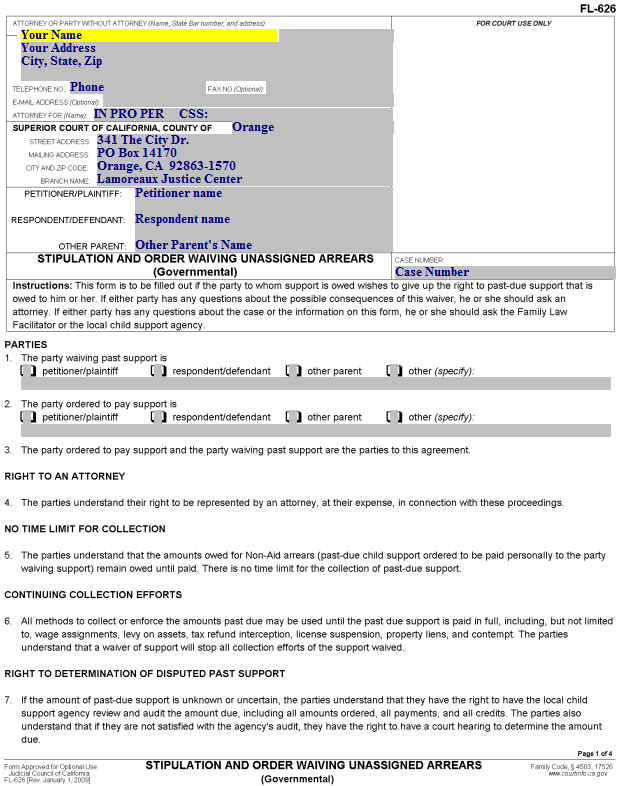 FL-626
ATTORNEY OR PARTY WITHOUT ATTORNEY (Name, State Bar number, and address)
FOR COURT USE ONLY
Your Name
Your Address
City, State, Zip
TELEPHONE NO.: Phone FAX NO.(Optional):
E-MAIL ADDRESS (Optional):
ATTORNEY FOR (Name): IN PRO PER CSS:
SUPERIOR COURT OF CALIFORNIA, COUNTY OF Orange
STREET ADDRESS: 341 The City Dr.
MAILING ADDRESS: PO Box 14170
CITY AND ZIP CODE: Orange, CA 92863-1570
BRANCH NAME: Lamoreaux Justice Center
PETITIONER/PLAINTIFF: Petitioner name
RESPONDENT/DEFENDANT: Respondent name
OTHER PARENT: Other Parent's Name
STIPULATION AND ORDER WAIVING UNASSIGNED ARREARS
(Governmental)
CASE NUMBER:
Case Number
Instructions: This form is to be filled out if the party to whom support is owed wishes to give up the right to past-due support that is
owed to him or her. If either party has any questions about the possible consequences of this waiver, he or she should ask an
attorney. If either party has any questions about the case or the information on this form, he or she should ask the Family Law
Facilitator or the local child support agency.
PARTIES
1. The party waiving past support is
petitioner/plaintiff respondent/defendant other parent other (specify):
2. The party ordered to pay support is
petitioner/plaintiff respondent/defendant other parent other (specify):
3. The party ordered to pay support and the party waiving past support are the parties to this agreement.
RIGHT TO AN ATTORNEY
4. The parties understand their right to be represented by an attorney, at their expense, in connection with these proceedings.
NO TIME LIMIT FOR COLLECTION
5. The parties understand that the amounts owed for Non-Aid arrears (past-due child support ordered to be paid personally to the party
waiving support) remain owed until paid. There is no time limit for the collection of past-due support.
CONTINUING COLLECTION EFFORTS
6. All methods to collect or enforce the amounts past due may be used until the past due support is paid in full, including, but not limited
to, wage assignments, levy on assets, tax refund interception, license suspension, property liens, and contempt. The parties
understand that a waiver of support will stop all collection efforts of the support waived.
RIGHT TO DETERMINATION OF DISPUTED PAST SUPPORT
7. If the amount of past-due support is unknown or uncertain, the parties understand that they have the right to have the local child
support agency review and audit the amount due, including all amounts ordered, all payments, and all credits. The parties also
understand that if they are not satisfied with the agency's audit, they have the right to have a court hearing to determine the amount
due.
Page 1 of 4
Form Approved for Optional Use
Judicial Council of California
FL-626 [Rev. January 1, 2009]
STIPULATION AND ORDER WAIVING UNASSIGNED ARREARS
(Governmental)
Family Code, § 4503, 17526
www.courtinfo.ca.gov